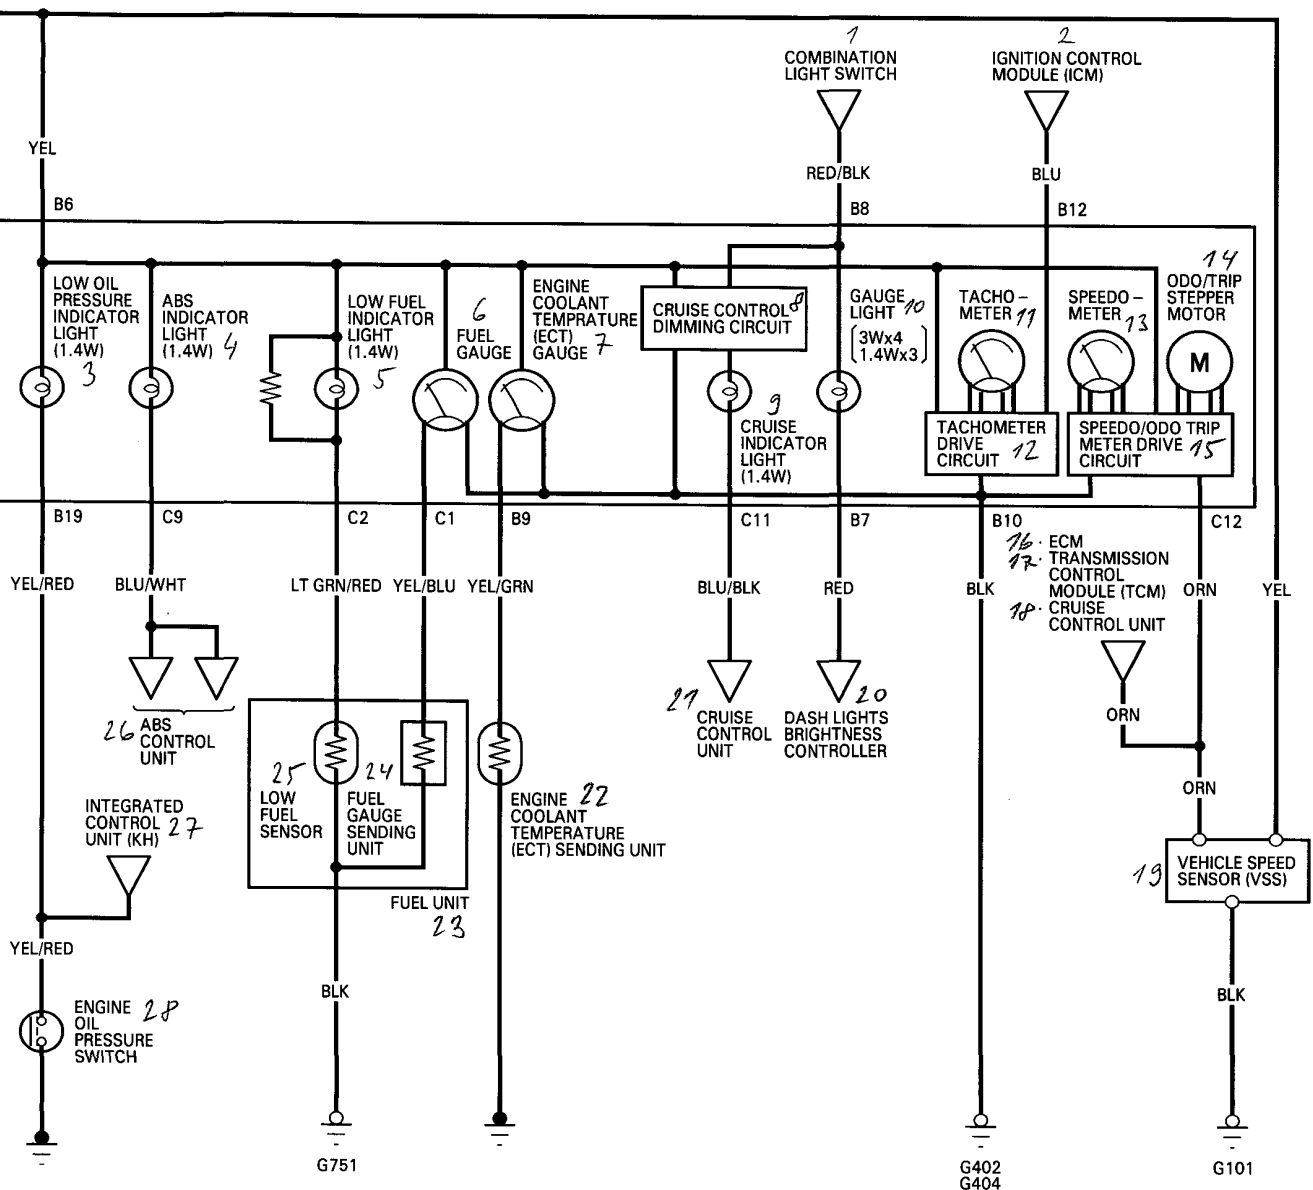 1
COMBINATION
LIGHT SWITCH
2
IGNITION CONTROL
MODULE (ICM)
YEL
RED/BLK
BLU
B6
B8
B12
LOW OIL
PRESSURE
INDICATOR
LIGHT
(1.4W)
3
ABS
INDICATOR
LIGHT
(1.4W) 4
LOW FUEL
INDICATOR
LIGHT
(1.4W)
5
6
FUEL
GAUGE
ENGINE
COOLANT
TEMPRATURE
(ECT)
GAUGE 7
CRUISE CONTROL 8
DIMMING CIRCUIT
GAUGE
LIGHT 10
(3Wx4
1.4Wx3)
TACHO-
METER 11
SPEEDO-
METER 13
14
ODO/TRIP
STEPPER
MOTOR
M
9
CRUISE
INDICATOR
LIGHT
(1.4W)
TACHOMETER
DRIVE
CIRCUIT 12
SPEEDO/ODO TRIP
METER DRIVE 15
CIRCUIT
B19
C9
C2
C1
B9
C11
B7
B10
C12
16 · ECM
17 · TRANSMISSION
CONTROL
MODULE (TCM)
18 · CRUISE
CONTROL UNIT
YEL/RED
BLU/WHT
LT GRN/RED
YEL/BLU
YEL/GRN
BLU/BLK
RED
BLK
ORN
YEL
26 ABS
CONTROL
UNIT
21 CRUISE
CONTROL
UNIT
20
DASH LIGHTS
BRIGHTNESS
CONTROLLER
ORN
ORN
25
LOW
FUEL
SENSOR
24
FUEL
GAUGE
SENDING
UNIT
ENGINE 22
COOLANT
TEMPERATURE
(ECT) SENDING UNIT
INTEGRATED
CONTROL
UNIT (KH) 27
19
VEHICLE SPEED
SENSOR (VSS)
FUEL UNIT
23
YEL/RED
BLK
BLK
ENGINE 28
OIL
PRESSURE
SWITCH
G751
G402
G404
G101